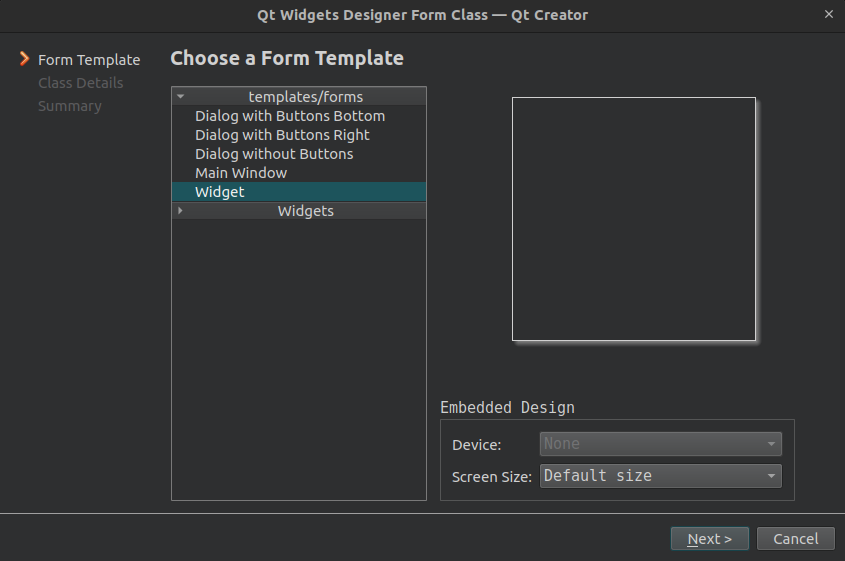 Qt Widgets Designer Form Class — Qt Creator
Form Template
Class Details
Summary
Choose a Form Template
templates/forms
Dialog with Buttons Bottom
Dialog with Buttons Right
Dialog without Buttons
Main Window
Widget
Widgets
Embedded Design
Device: None
Screen Size: Default size
Next >
Cancel